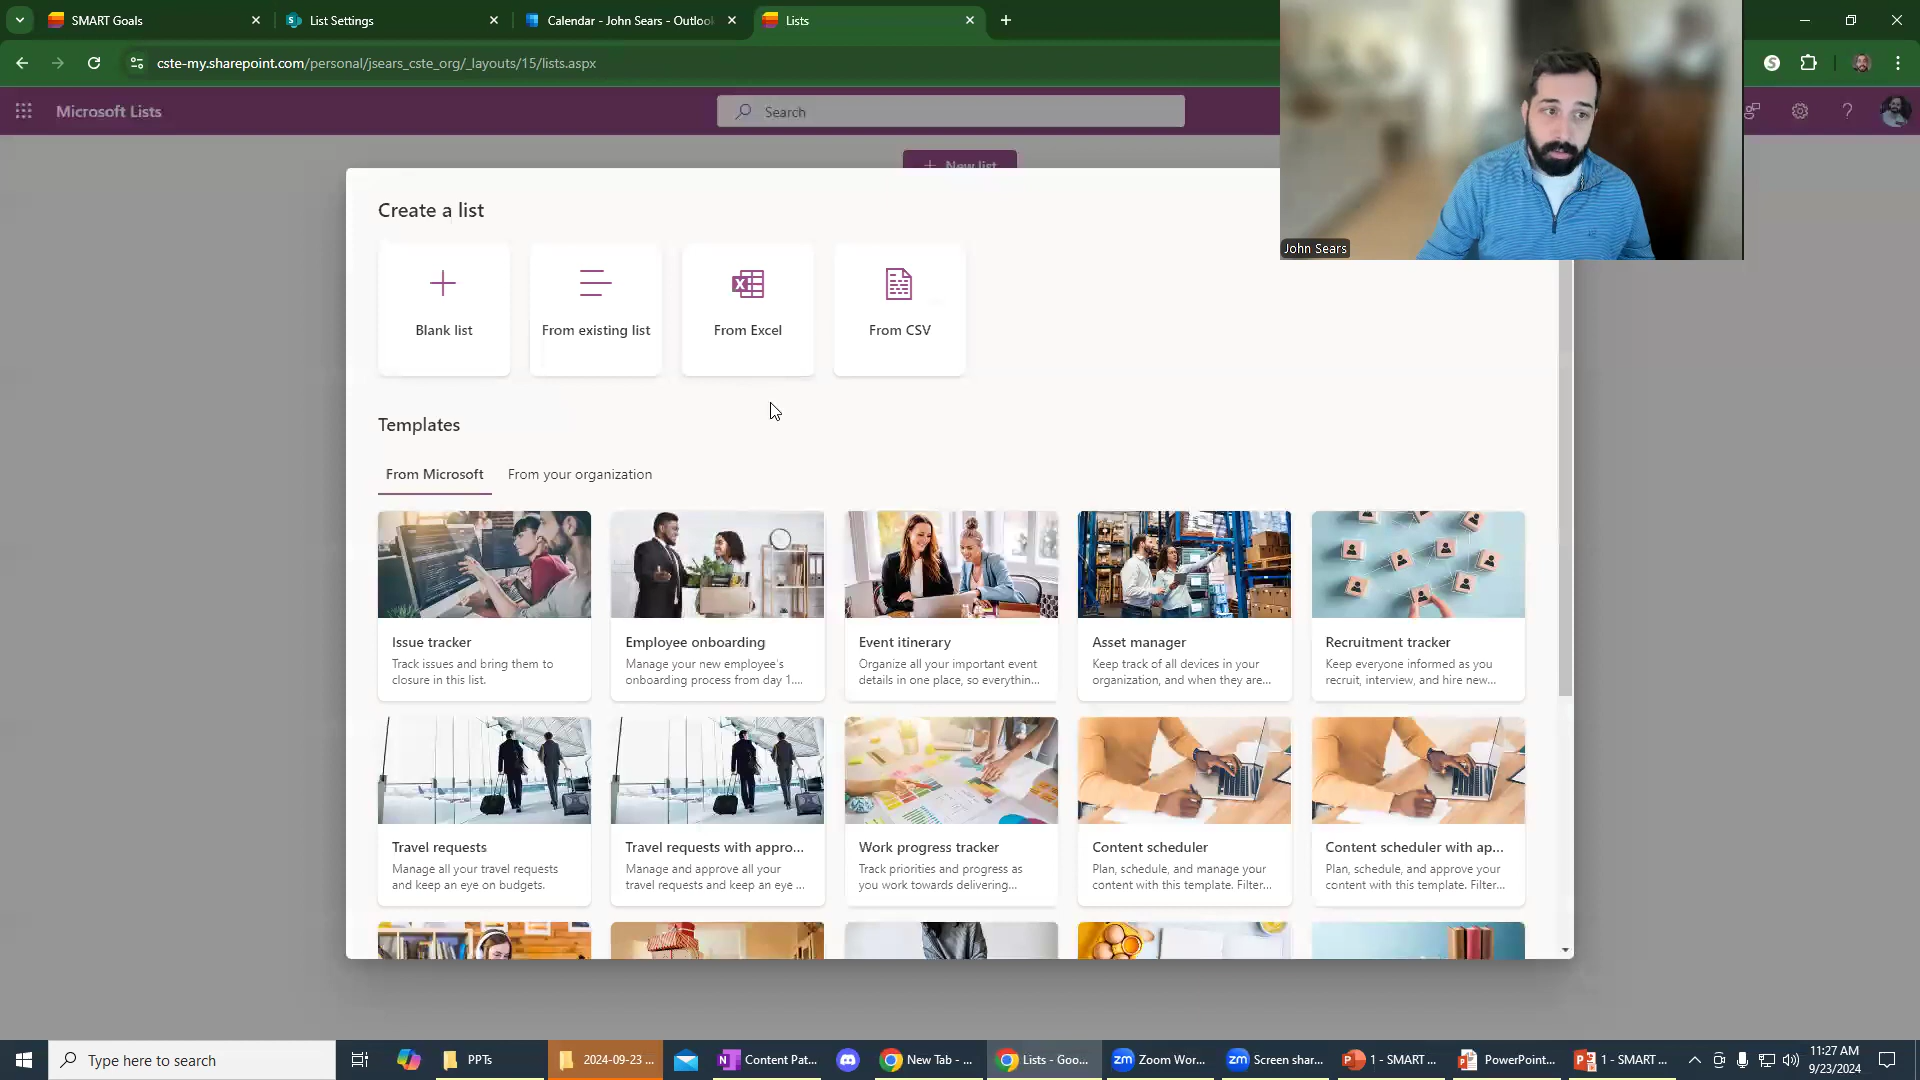 SMART Goals
List Settings
Calendar - John Sears - Outlook
Lists
cste-my.sharepoint.com/personal/jsears_cste_org/_layouts/15/lists.aspx
Microsoft Lists
Search
New list
John Sears
Create a list
Blank list
From existing list
From Excel
From CSV
Templates
From Microsoft
From your organization
Issue tracker
Track issues and bring them to
closure in this list.
Employee onboarding
Manage your new employee's
onboarding process from day 1....
Event itinerary
Organize all your important event
details in one place, so everythin...
Asset manager
Keep track of all devices in your
organization, and when they are...
Recruitment tracker
Keep everyone informed as you
recruit, interview, and hire new...
Travel requests
Manage all your travel requests
and keep an eye on budgets.
Travel requests with appro...
Manage and approve all your
travel requests and keep an eye ...
Work progress tracker
Track priorities and progress as
you work towards delivering...
Content scheduler
Plan, schedule, and manage your
content with this template. Filter...
Content scheduler with ap...
Plan, schedule, and approve your
content with this template. Filter...
Type here to search
PPTs
2024-09-23 ...
Content Pat...
New Tab - ...
Lists - Goo...
zm Zoom Wor...
zm Screen shar...
1 - SMART ...
PowerPoint...
1 - SMART ...
11:27 AM
9/23/2024